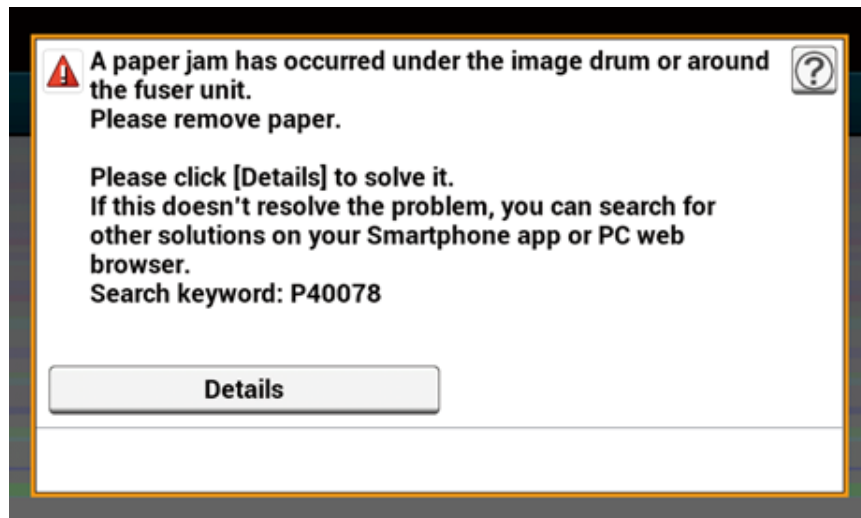 A paper jam has occurred under the image drum or around
the fuser unit.
Please remove paper.
Please click [Details] to solve it.
If this doesn't resolve the problem, you can search for
other solutions on your Smartphone app or PC web
browser.
Search keyword: P40078
Details